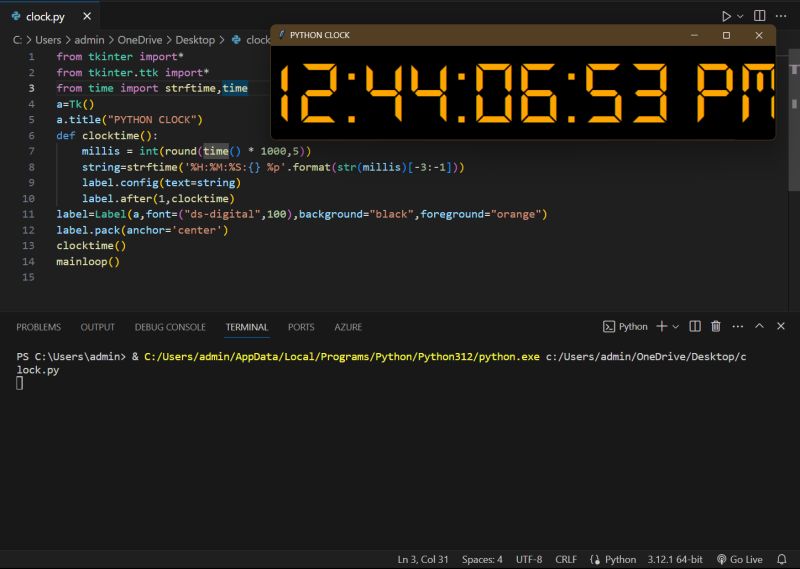 clock.py
C: > Users > admin > OneDrive > Desktop > clock
PYTHON CLOCK
12:44:06:53 PM
1 from tkinter import*
2 from tkinter.ttk import*
3 from time import strftime,time
4 a=Tk()
5 a.title("PYTHON CLOCK")
6 def clocktime():
7 millis = int(round(time() * 1000,5))
8 string=strftime('%H:%M:%S:{} %p'.format(str(millis)[-3:-1]))
9 label.config(text=string)
10 label.after(1,clocktime)
11 label=Label(a,font=("ds-digital",100),background="black",foreground="orange")
12 label.pack(anchor='center')
13 clocktime()
14 mainloop()
15
PROBLEMS OUTPUT DEBUG CONSOLE TERMINAL PORTS AZURE Python
PS C:\Users\admin> & C:/Users/admin/AppData/Local/Programs/Python/Python312/python.exe c:/Users/admin/OneDrive/Desktop/c
lock.py
Ln 3, Col 31 Spaces: 4 UTF-8 CRLF Python 3.12.1 64-bit Go Live